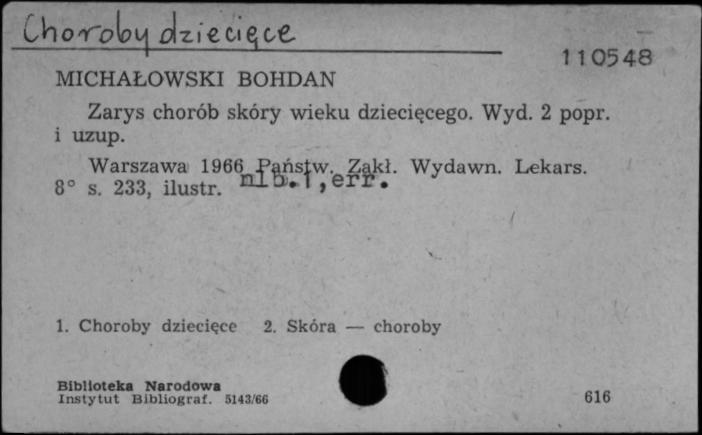 Choroby dziecięce
110548
MICHAŁOWSKI BOHDAN
Zarys chorób skóry wieku dziecięcego. Wyd. 2 popr.
i uzup.
Warszawa 1966 Państw. Zakł. Wydawn. Lekars.
8° s. 233, ilustr. nlb.1,err.
1. Choroby dziecięce 2. Skóra — choroby
Biblioteka Narodowa
Instytut Bibliograf. 5143/66
616